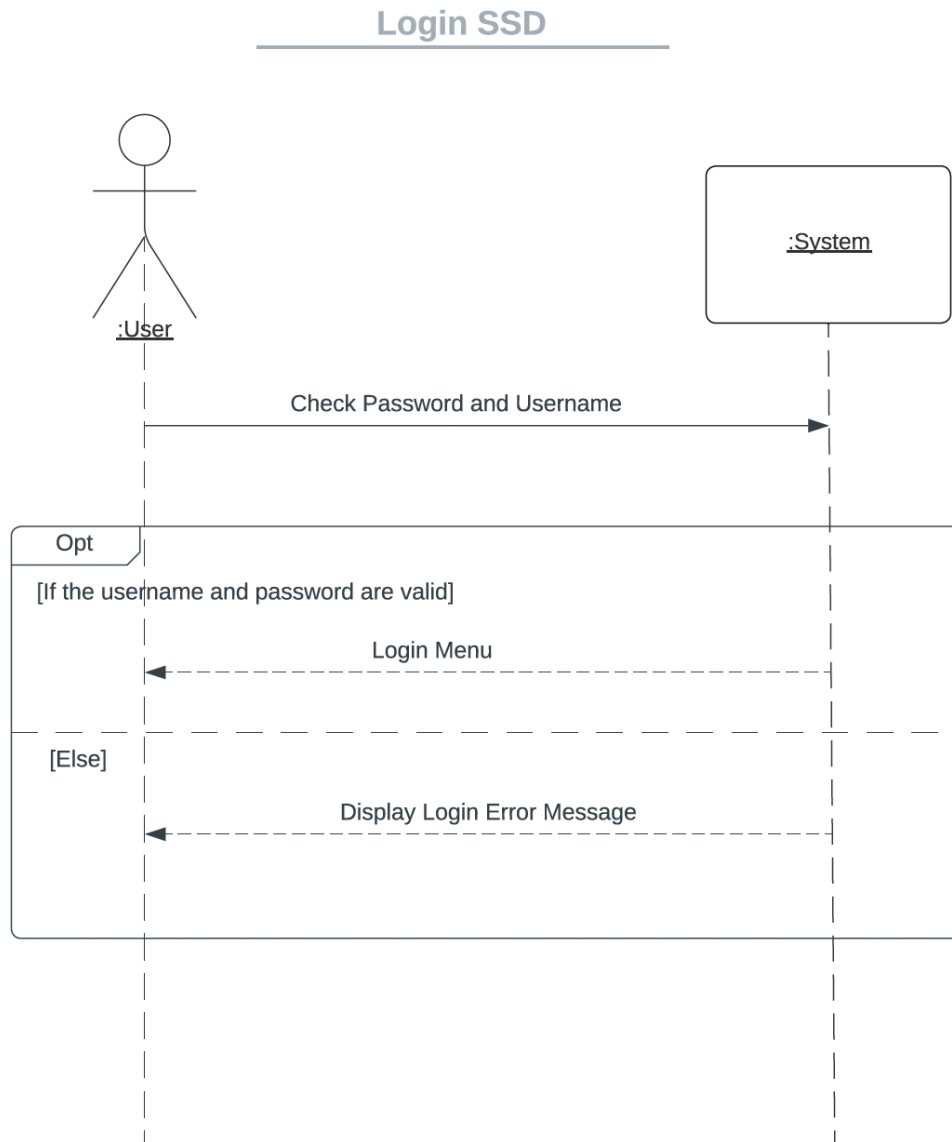 Login SSD
:System
:User
Check Password and Username
Opt
[If the username and password are valid]
Login Menu
[Else]
Display Login Error Message